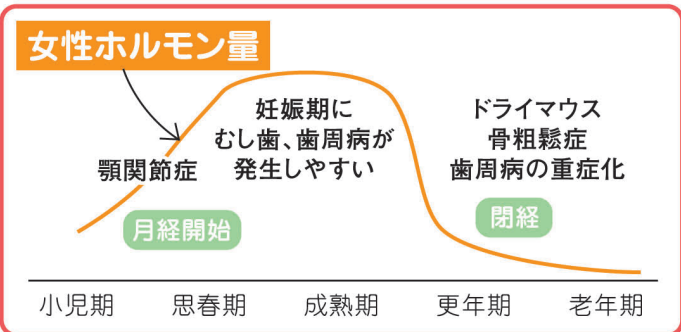 女性ホルモン量
顎関節症
月経開始
妊娠期に
むし歯、歯周病が
発生しやすい
ドライマウス
骨粗鬆症
歯周病の重症化
閉経
小児期
思春期
成熟期
更年期
老年期